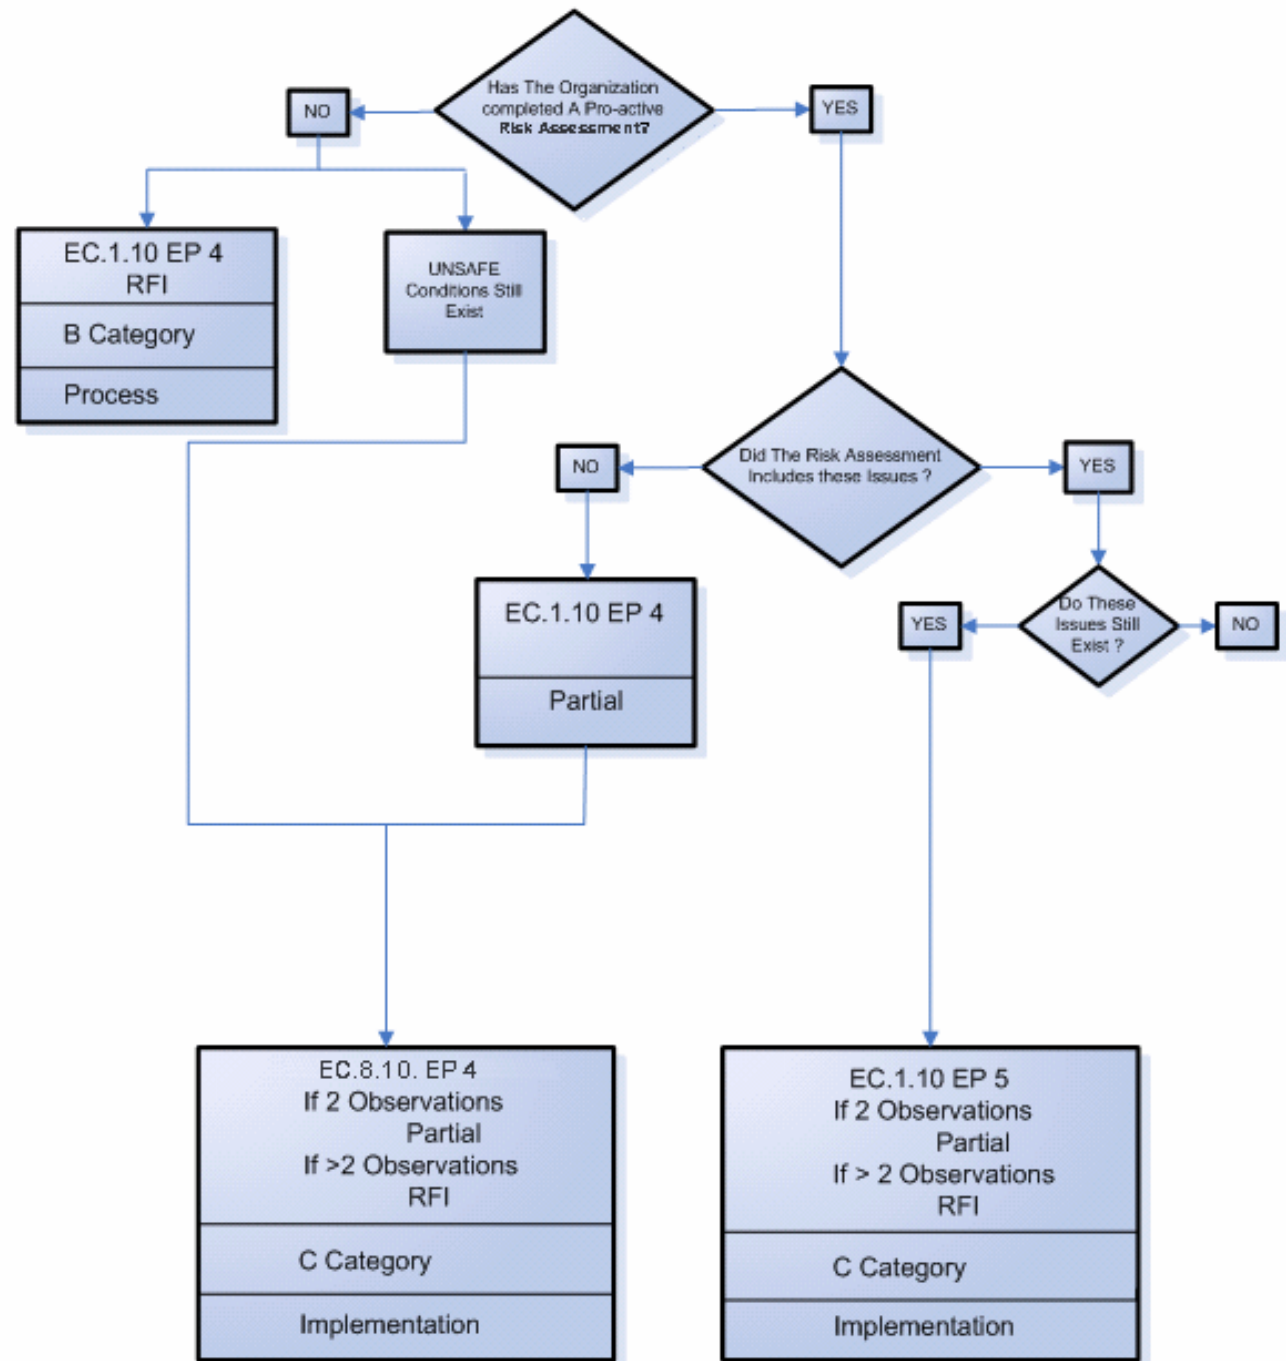 Has The Organization
completed A Pro-active
Risk Assessment?
NO
YES
EC.1.10 EP 4
RFI
B Category
Process
UNSAFE
Conditions Still
Exist
Did The Risk Assessment
Includes these Issues ?
NO
YES
EC.1.10 EP 4
Partial
Do These
Issues Still
Exist ?
YES
NO
EC.8.10. EP 4
If 2 Observations
Partial
If >2 Observations
RFI
C Category
Implementation
EC.1.10 EP 5
If 2 Observations
Partial
If > 2 Observations
RFI
C Category
Implementation